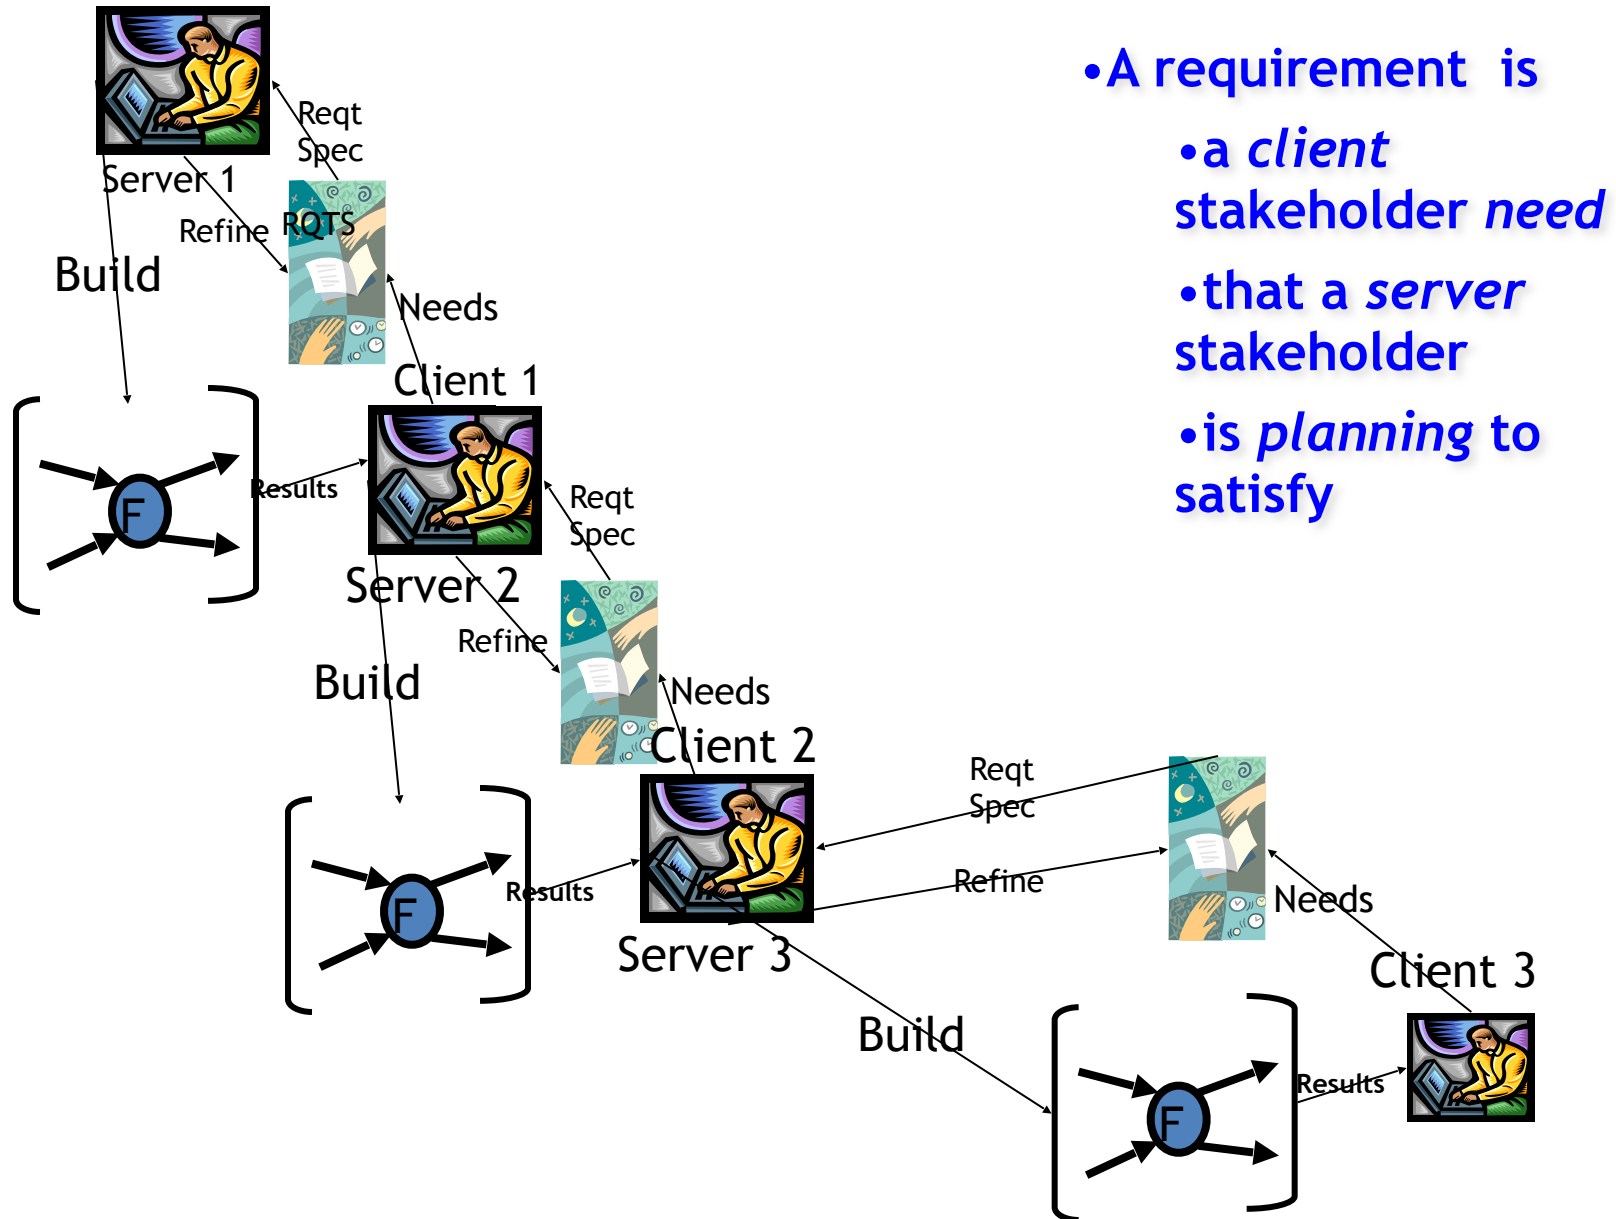 •A requirement  is
•a client
stakeholder need
•that a server
stakeholder
•is planning to
satisfy
Reqt
Spec
Server 1
RQTS
Refine
Build
Needs
Client 1
F
Results
Reqt
Spec
Server 2
Refine
Build
Needs
Client 2
F
Results
Reqt
Spec
Refine
Needs
Server 3
Client 3
Build
F
Results